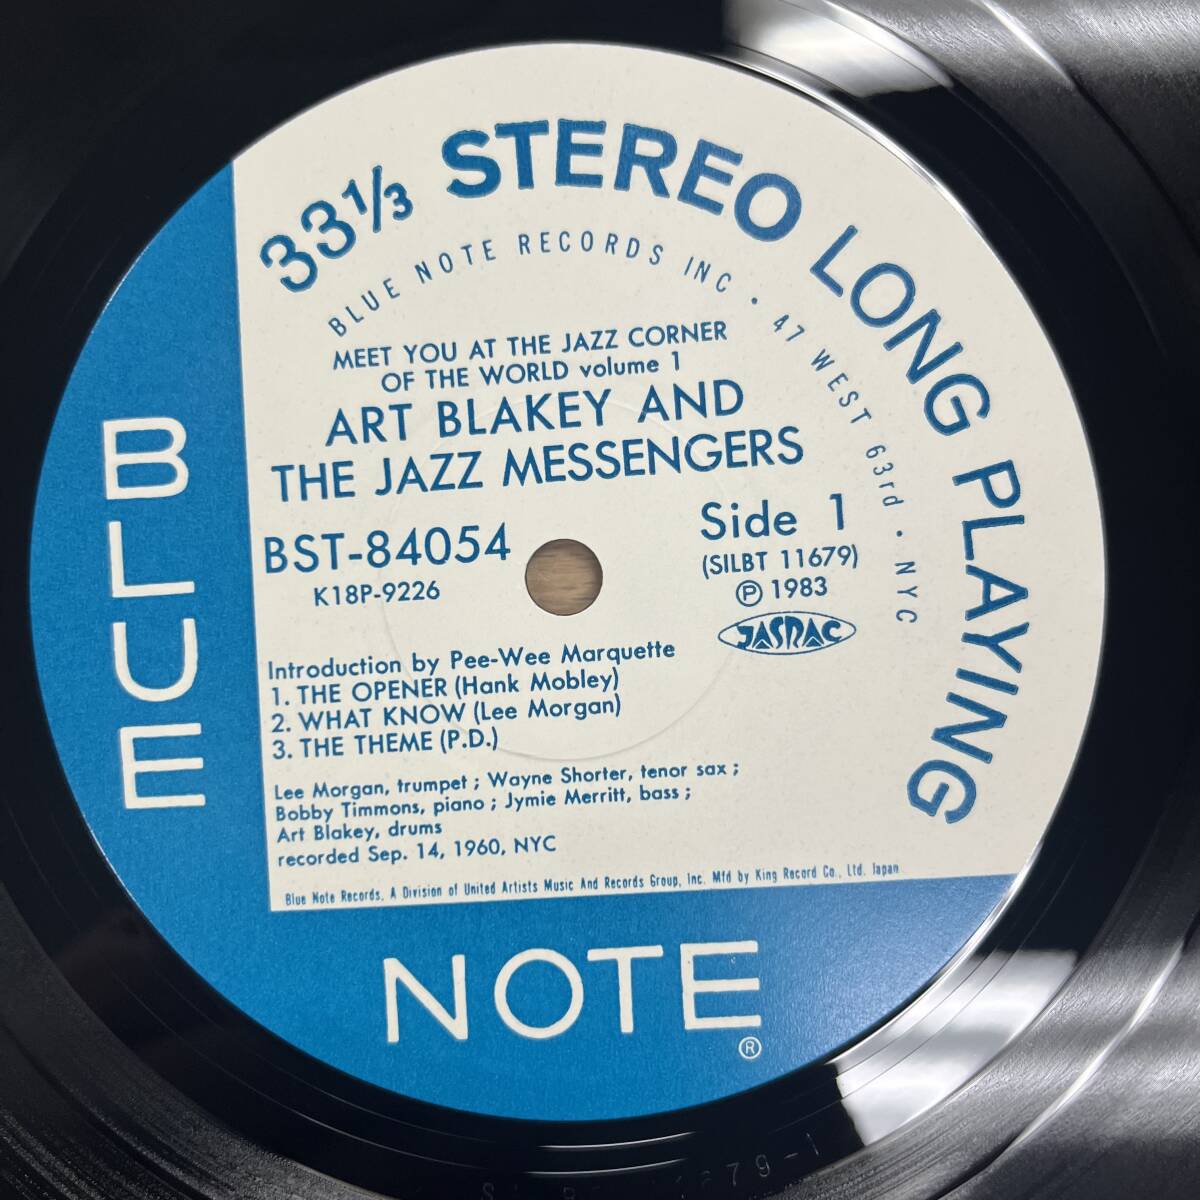 33⅓ STEREO LONG PLAYING
BLUE NOTE RECORDS INC • 47 WEST 63rd • NYC
MEET YOU AT THE JAZZ CORNER
OF THE WORLD volume 1
ART BLAKEY AND
THE JAZZ MESSENGERS
BST-84054
K18P-9226
Side 1
(SILBT 11679)
Ⓟ 1983
JASRAC
Introduction by Pee-Wee Marquette
1. THE OPENER (Hank Mobley)
2. WHAT KNOW (Lee Morgan)
3. THE THEME (P.D.)
Lee Morgan, trumpet ; Wayne Shorter, tenor sax ;
Bobby Timmons, piano ; Jymie Merritt, bass ;
Art Blakey, drums
recorded Sep. 14, 1960, NYC
Blue Note Records, A Division of United Artists Music And Records Group, Inc. Mfd by King Record Co., Ltd. Japan
BLUE
NOTE
®